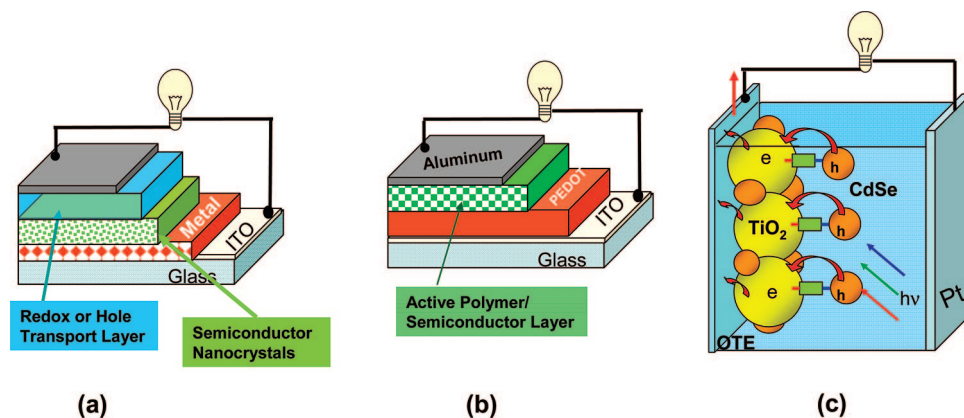 Metal
ITO
Glass
Redox or Hole
Transport Layer
Semiconductor
Nanocrystals
(a)
Aluminum
PEDOT
ITO
Glass
Active Polymer/
Semiconductor Layer
(b)
e
h
CdSe
TiO2
h
e
h
hν
OTE
Pt
(c)